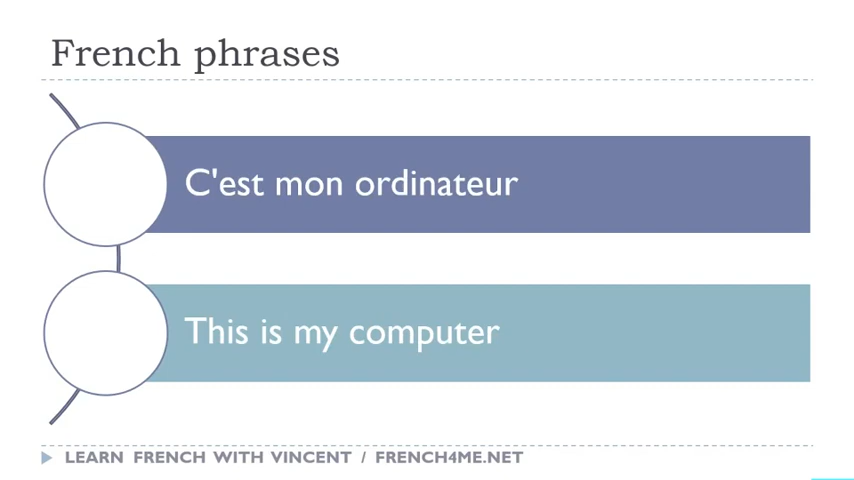 French phrases
C'est mon ordinateur
This is my computer
LEARN FRENCH WITH VINCENT / FRENCH4ME.NET